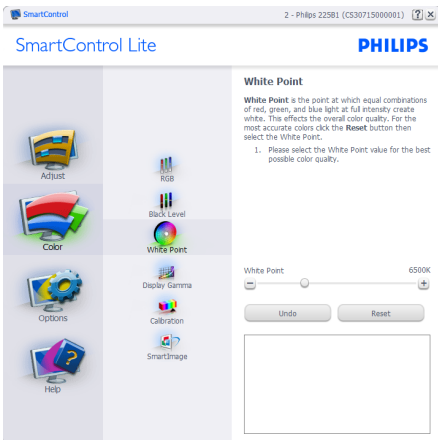 SmartControl
2 - Philips 225B1 (CS30715000001)
SmartControl Lite
PHILIPS
Adjust
Color
Options
Help
RGB
Black Level
White Point
Display Gamma
Calibration
SmartImage
White Point
White Point is the point at which equal combinations
of red, green, and blue light at full intensity create
white. This effects the overall color quality. For the
most accurate colors click the Reset button then
select the White Point.
1. Please select the White Point value for the best
possible color quality.
White Point 6500K
Undo Reset